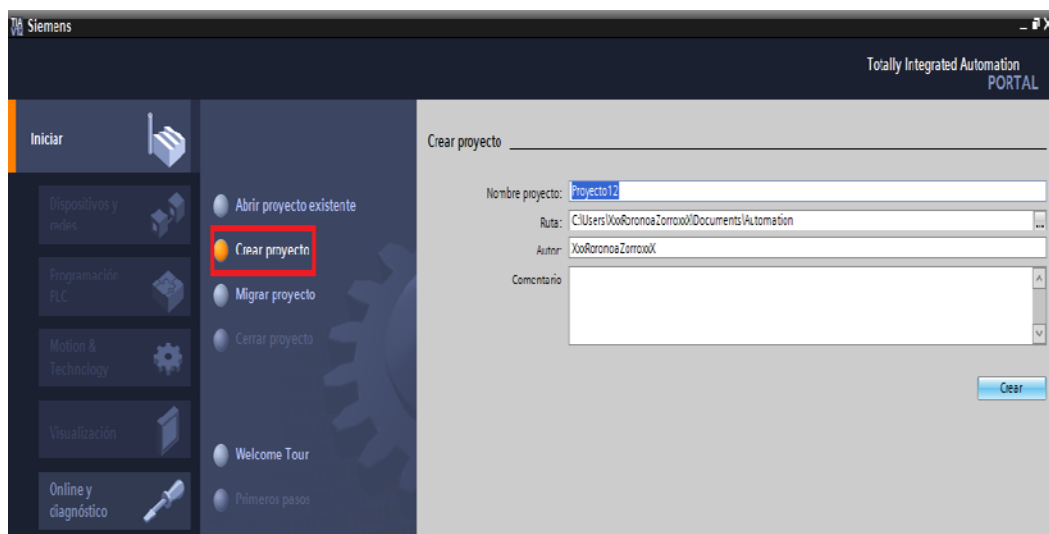 Siemens
Totally Integrated Automation
PORTAL
Iniciar
Dispositivos y
redes
Programación
PLC
Motion &
Technology
Visualización
Online y
diagnóstico
Abrir proyecto existente
Crear proyecto
Migrar proyecto
Cerrar proyecto
Welcome Tour
Primeros pasos
Crear proyecto
Nombre proyecto: Proyecto12
Ruta: C:\Users\XxxRoronoaZorroxxX\Documents\Automation
Autor: XxxRoronoaZorroxxX
Comentario
Crear